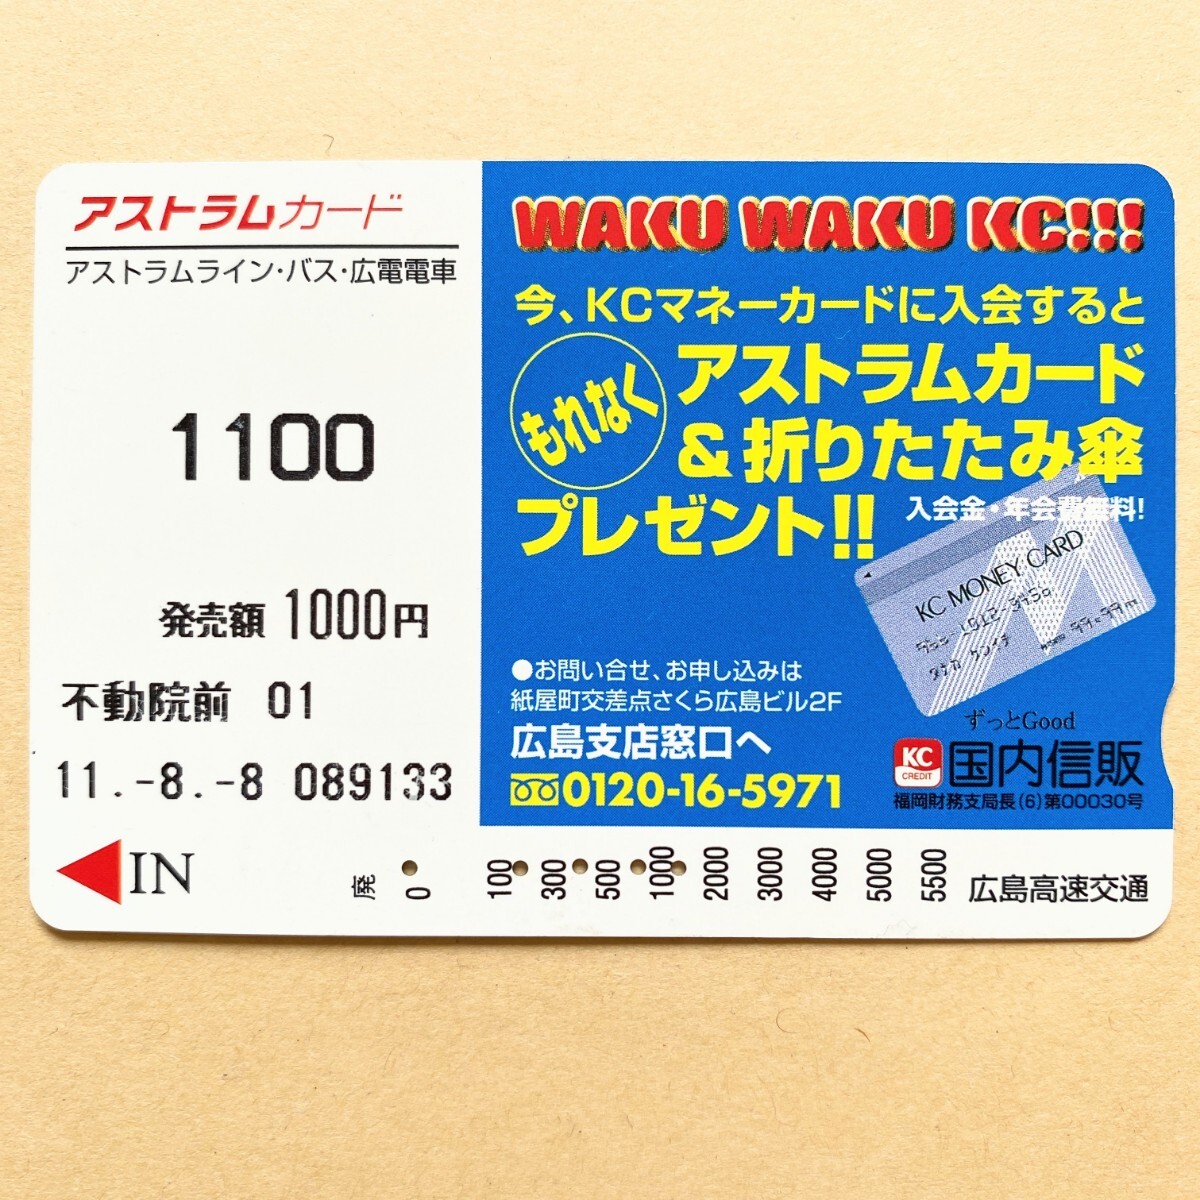 アストラムカード
アストラムライン・バス・広電電車
1100
発売額 1000円
不動院前 01
11.-8.-8 089133
IN
WAKU WAKU KC!!!
今、KCマネーカードに入会すると
もれなく
アストラムカード
&折りたたみ傘
プレゼント!!
入会金・年会費無料!
KC MONEY CARD
タナカ ケンイチ
●お問い合せ、お申し込みは
紙屋町交差点さくら広島ビル2F
広島支店窓口へ
0120-16-5971
ずっとGood
KC
CREDIT
国内信販
福岡財務支局長(6)第00030号
廃 0 100 300 500 1000 2000 3000 4000 5000 5500
広島高速交通